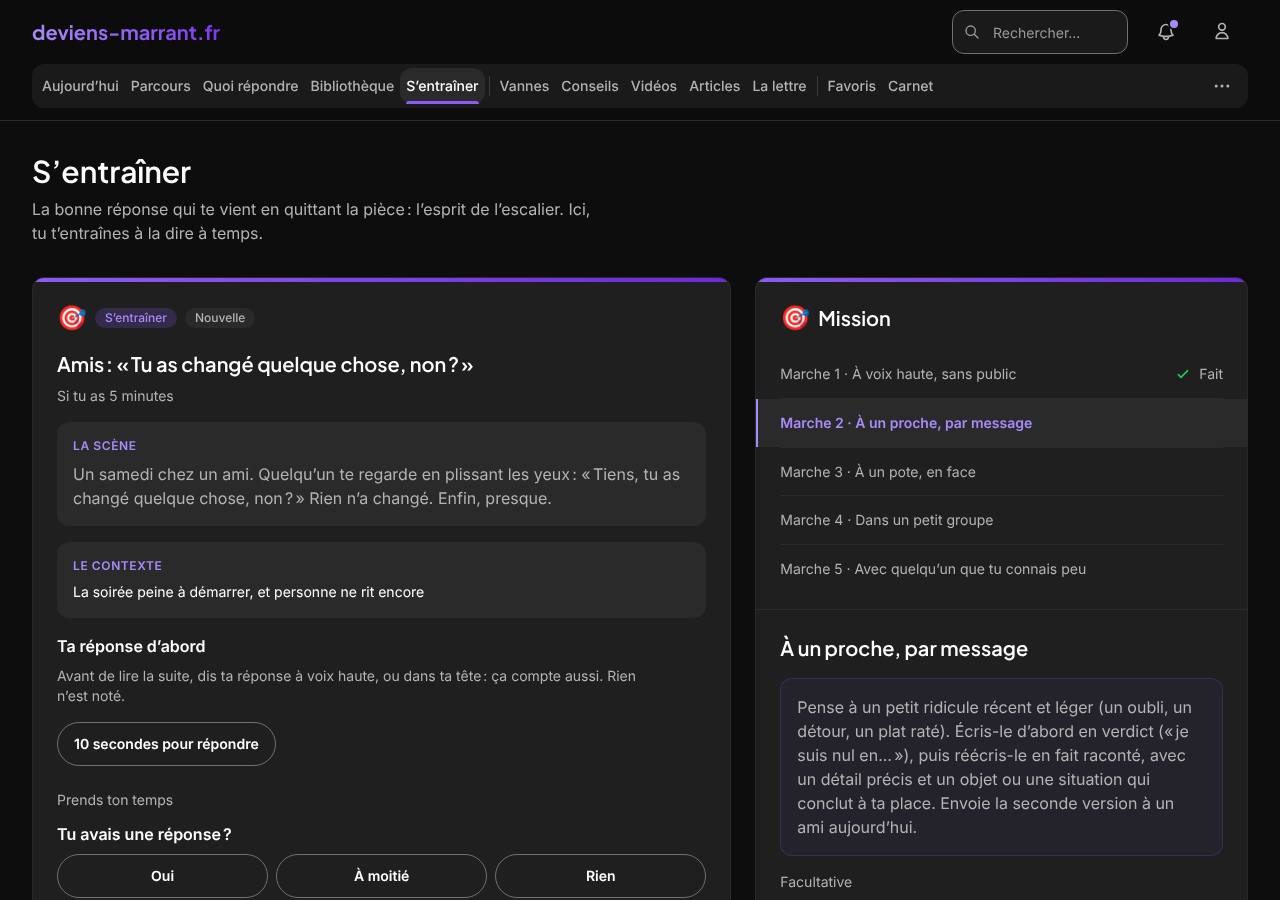 deviens-marrant.fr
Rechercher...
Aujourd’hui Parcours Quoi répondre Bibliothèque S’entraîner Vannes Conseils Vidéos Articles La lettre Favoris Carnet
S’entraîner
La bonne réponse qui te vient en quittant la pièce : l’esprit de l’escalier. Ici,
tu t’entraînes à la dire à temps.
S’entraîner Nouvelle
Amis : « Tu as changé quelque chose, non ? »
Si tu as 5 minutes
LA SCÈNE
Un samedi chez un ami. Quelqu’un te regarde en plissant les yeux : « Tiens, tu as
changé quelque chose, non ? » Rien n’a changé. Enfin, presque.
LE CONTEXTE
La soirée peine à démarrer, et personne ne rit encore
Ta réponse d’abord
Avant de lire la suite, dis ta réponse à voix haute, ou dans ta tête : ça compte aussi. Rien
n’est noté.
10 secondes pour répondre
Prends ton temps
Tu avais une réponse ?
Oui À moitié Rien
Mission
Marche 1 · À voix haute, sans public Fait
Marche 2 · À un proche, par message
Marche 3 · À un pote, en face
Marche 4 · Dans un petit groupe
Marche 5 · Avec quelqu’un que tu connais peu
À un proche, par message
Pense à un petit ridicule récent et léger (un oubli, un
détour, un plat raté). Écris-le d’abord en verdict (« je
suis nul en… »), puis réécris-le en fait raconté, avec
un détail précis et un objet ou une situation qui
conclut à ta place. Envoie la seconde version à un
ami aujourd’hui.
Facultative